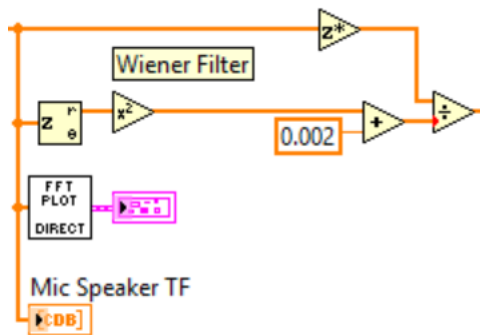 z*
Wiener Filter
z r θ
x²
0.002
+
÷
FFT
PLOT
DIRECT
Mic Speaker TF
CDB]